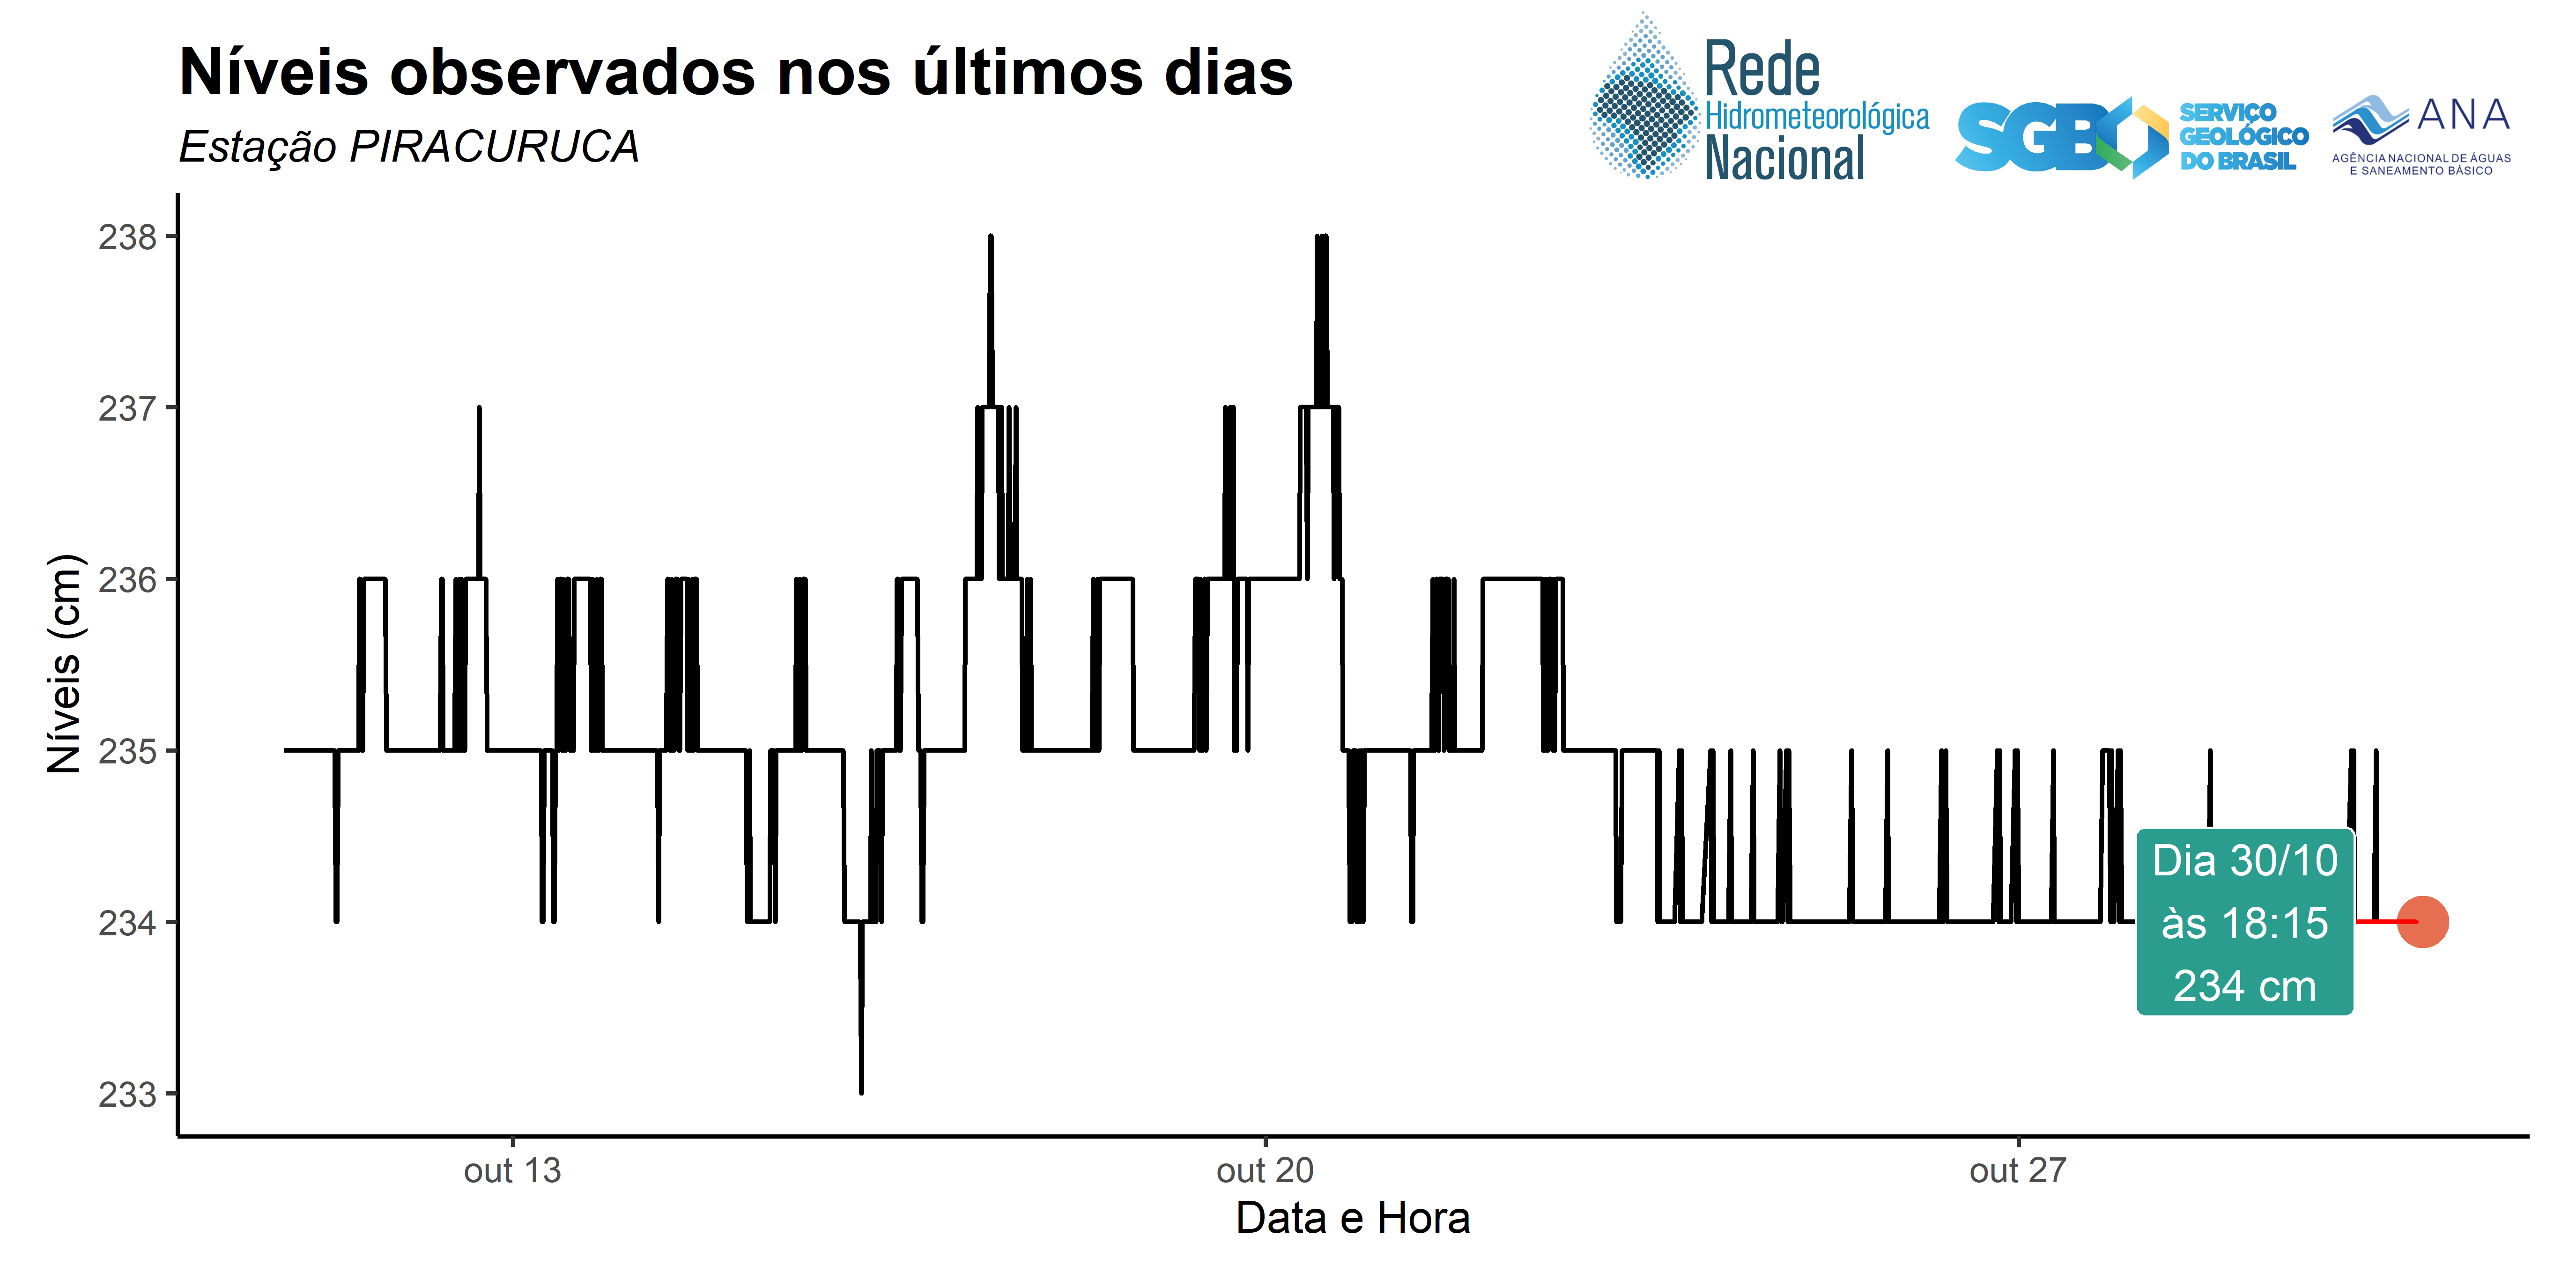 Níveis observados nos últimos dias
Estação PIRACURUCA
Rede
Hidrometeorológica
Nacional
SGB
SERVIÇO
GEOLÓGICO
DO BRASIL
ANA
AGÊNCIA NACIONAL DE ÁGUAS
E SANEAMENTO BÁSICO
Níveis (cm)
238
237
236
235
234
233
Dia 30/10
às 18:15
234 cm
out 13
out 20
out 27
Data e Hora